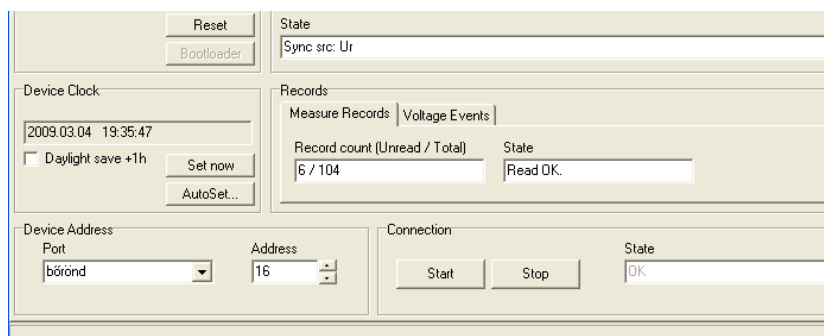 Reset
Bootloader
State
Sync src: Ur
Device Clock
2009.03.04 19:35:47
Daylight save +1h
Set now
AutoSet...
Records
Measure Records
Voltage Events
Record count (Unread / Total)
State
6 / 104
Read OK.
Device Address
Port
Address
bőrönd
16
Connection
Start
Stop
State
OK